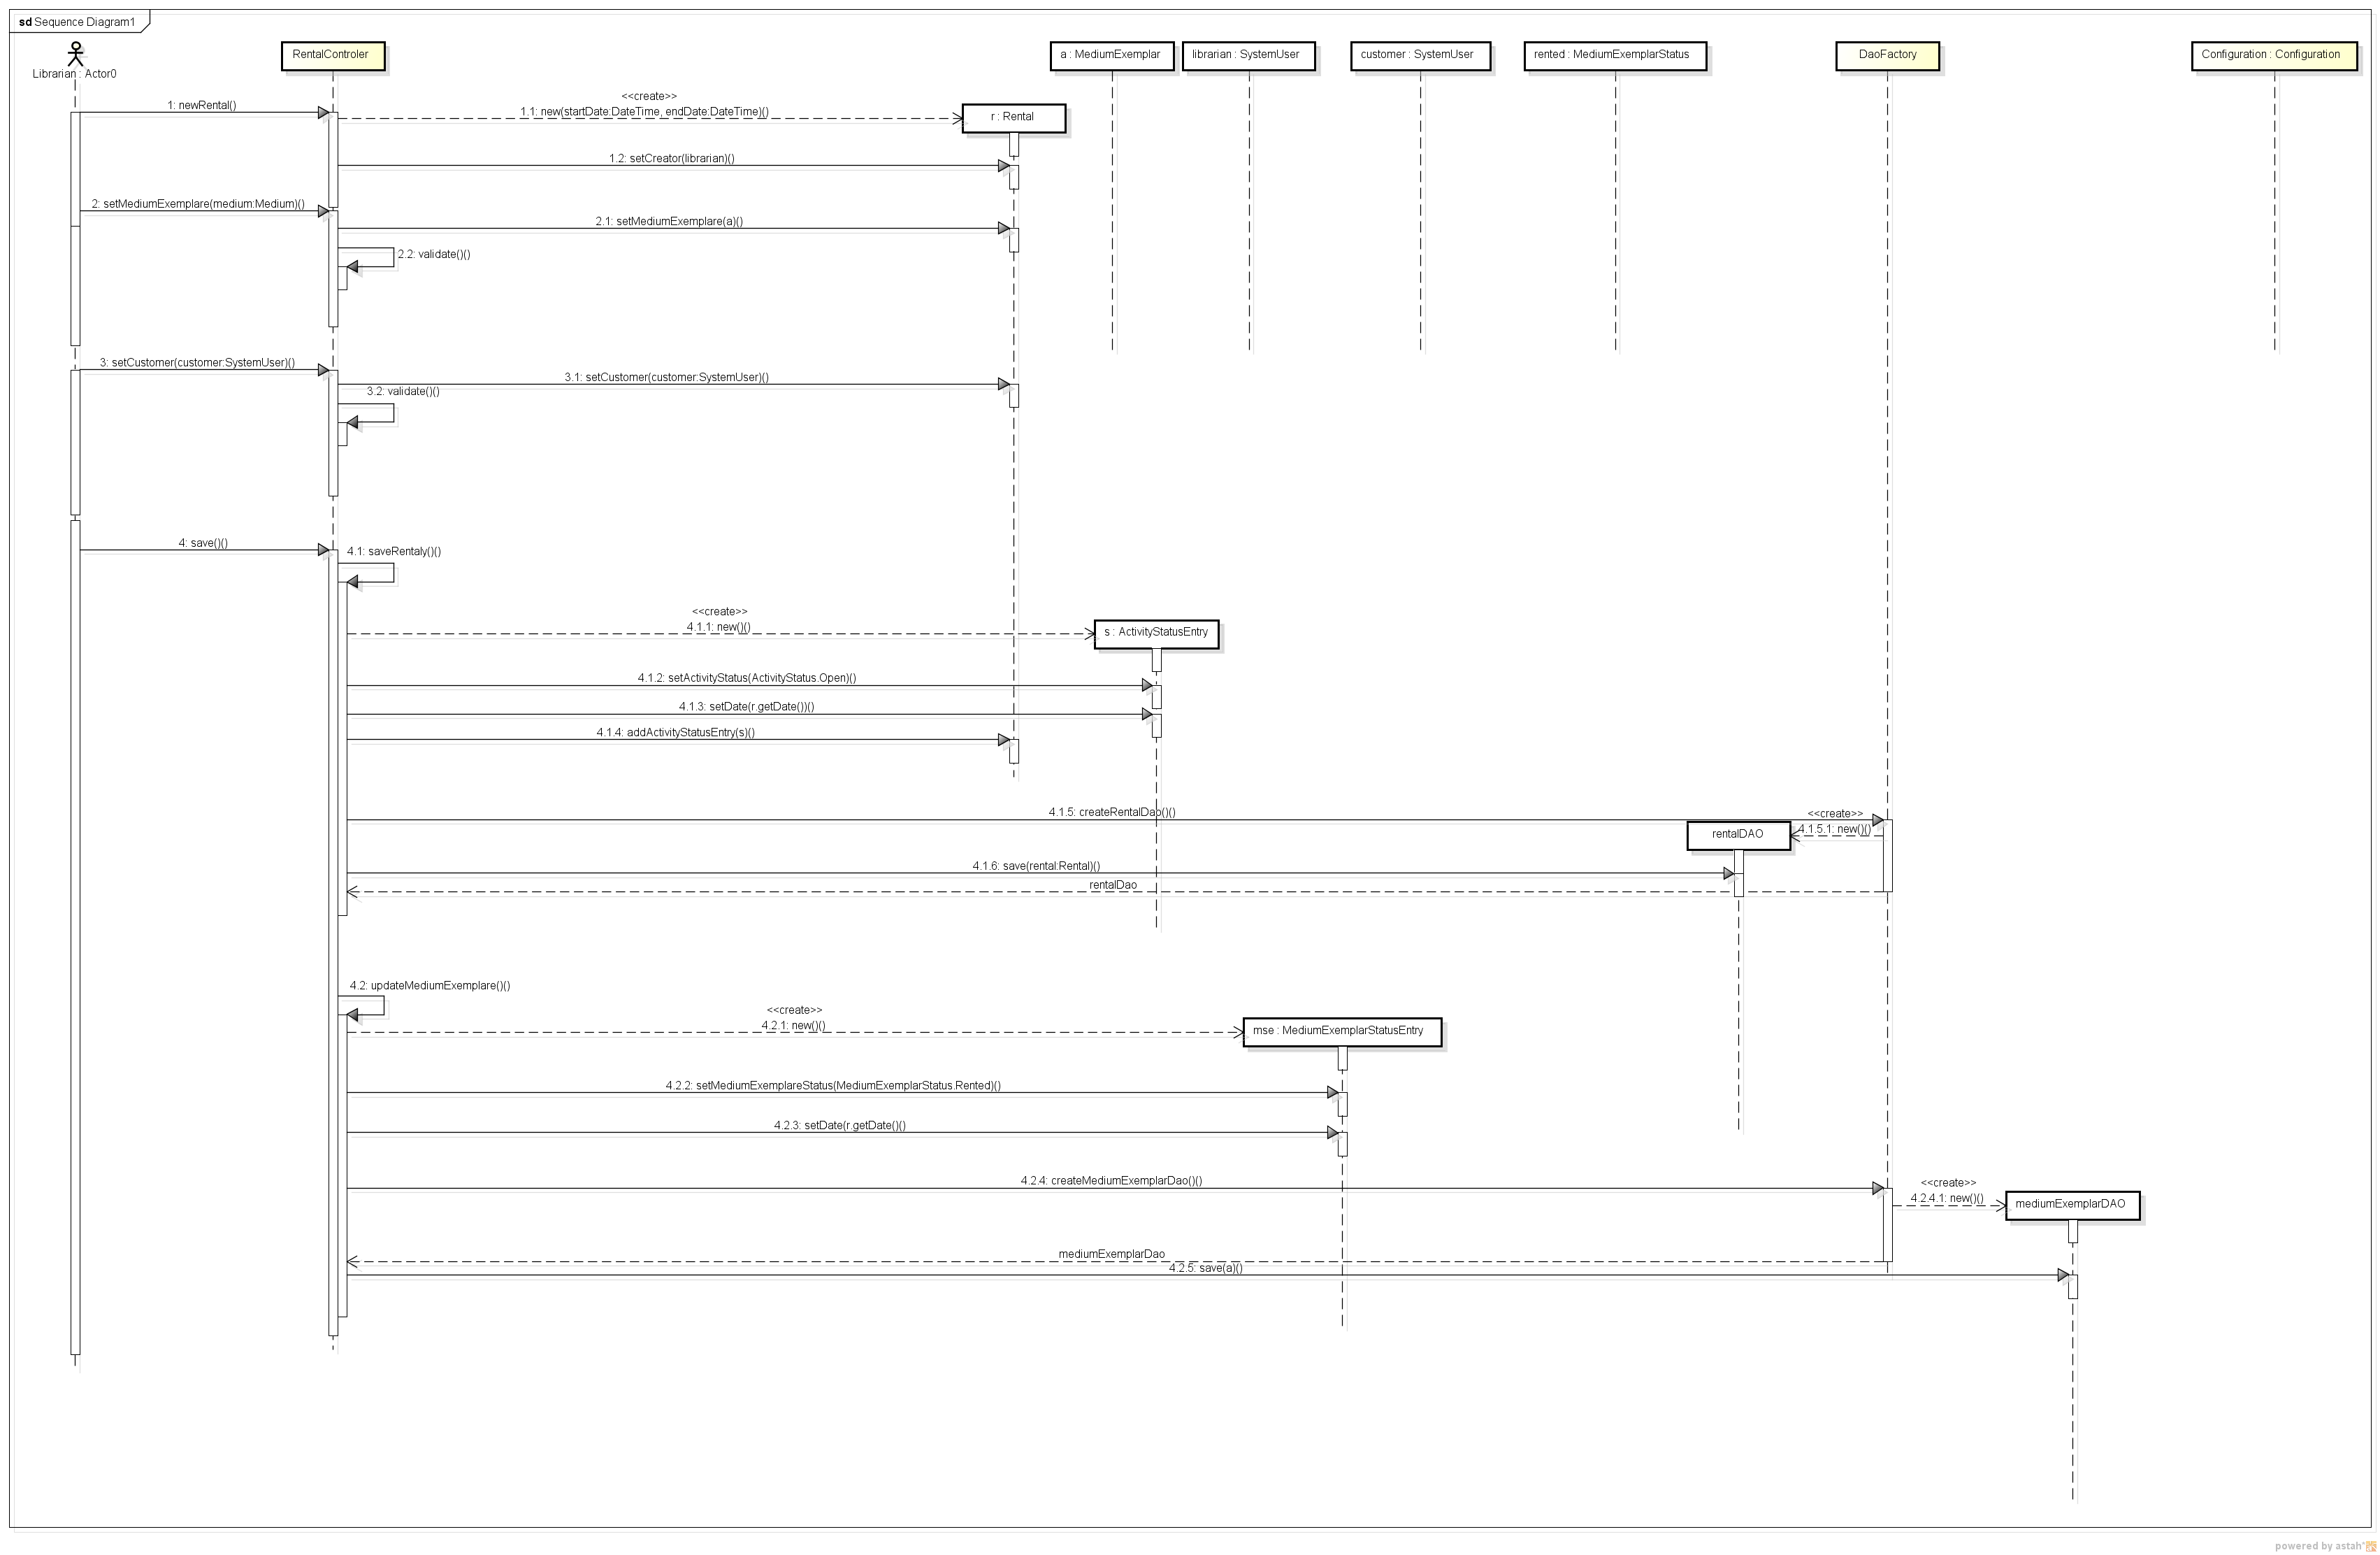 sd Sequence Diagram1
Librarian : Actor0
RentalControler
a : MediumExemplar
librarian : SystemUser
customer : SystemUser
rented : MediumExemplarStatus
DaoFactory
Configuration : Configuration
1: newRental()
<<create>>
1.1: new(startDate:DateTime, endDate:DateTime)()
r : Rental
1.2: setCreator(librarian)()
2: setMediumExemplare(medium:Medium)()
2.1: setMediumExemplare(a)()
2.2: validate()()
3: setCustomer(customer:SystemUser)()
3.1: setCustomer(customer:SystemUser)()
3.2: validate()()
4: save()()
4.1: saveRentaly()()
<<create>>
4.1.1: new()()
s : ActivityStatusEntry
4.1.2: setActivityStatus(ActivityStatus.Open)()
4.1.3: setDate(r.getDate())()
4.1.4: addActivityStatusEntry(s)()
4.1.5: createRentalDao()()
<<create>>
4.1.5.1: new()()
rentalDAO
4.1.6: save(rental:Rental)()
rentalDao
4.2: updateMediumExemplare()()
<<create>>
4.2.1: new()()
mse : MediumExemplarStatusEntry
4.2.2: setMediumExemplareStatus(MediumExemplarStatus.Rented)()
4.2.3: setDate(r.getDate()()
4.2.4: createMediumExemplarDao()()
<<create>>
4.2.4.1: new()()
mediumExemplarDAO
mediumExemplarDao
4.2.5: save(a)()
powered by astah*